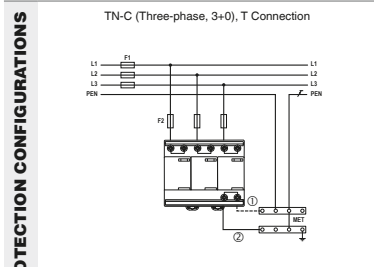 TN-C (Three-phase, 3+0), T Connection
OTECTION CONFIGURATIONS
F1
L1 L1
L2 L2
L3 L3
PEN PEN
F2
①
MET
②